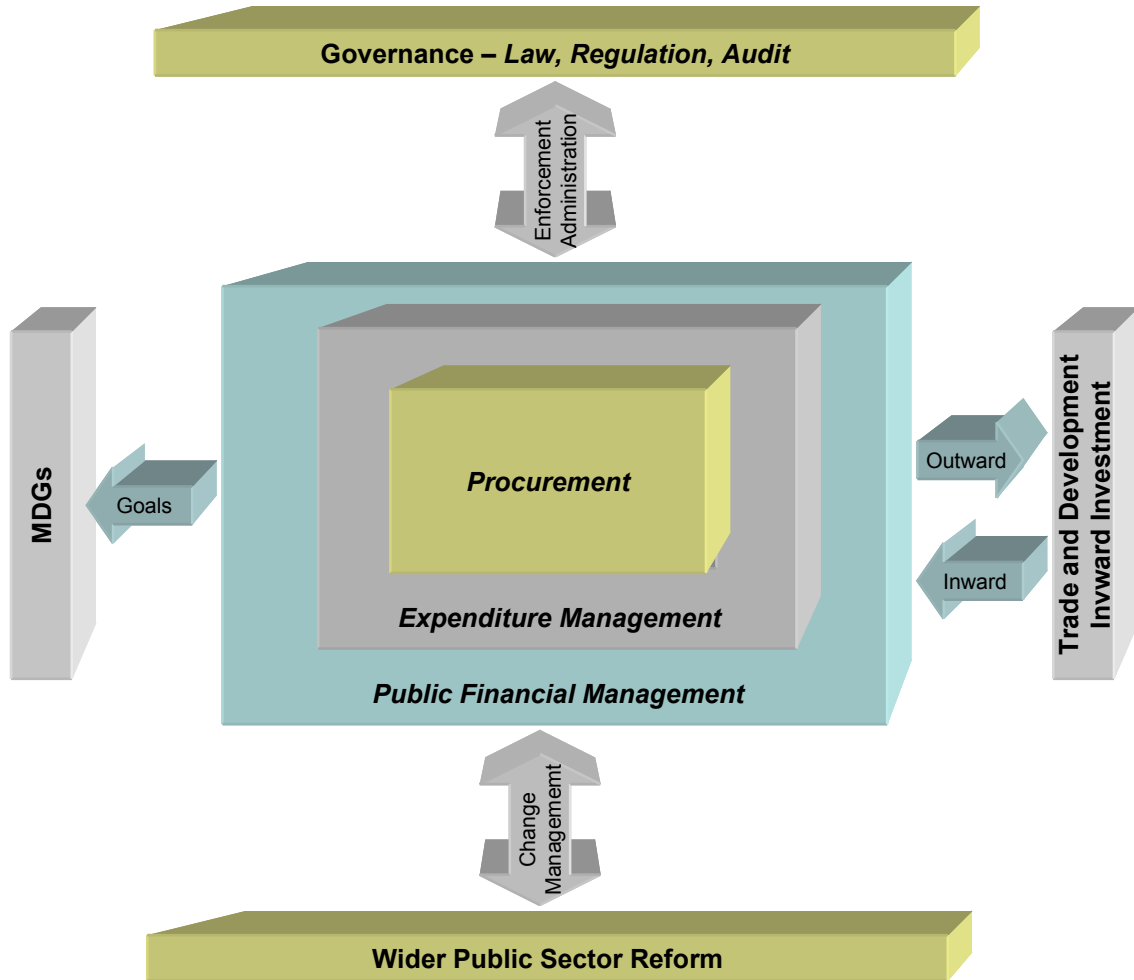 Governance – Law, Regulation, Audit
Enforcement
Administration
Procurement
Expenditure Management
Public Financial Management
MDGs
Goals
Outward
Inward
Trade and Development
Invward Investment
Change
Managememt
Wider Public Sector Reform